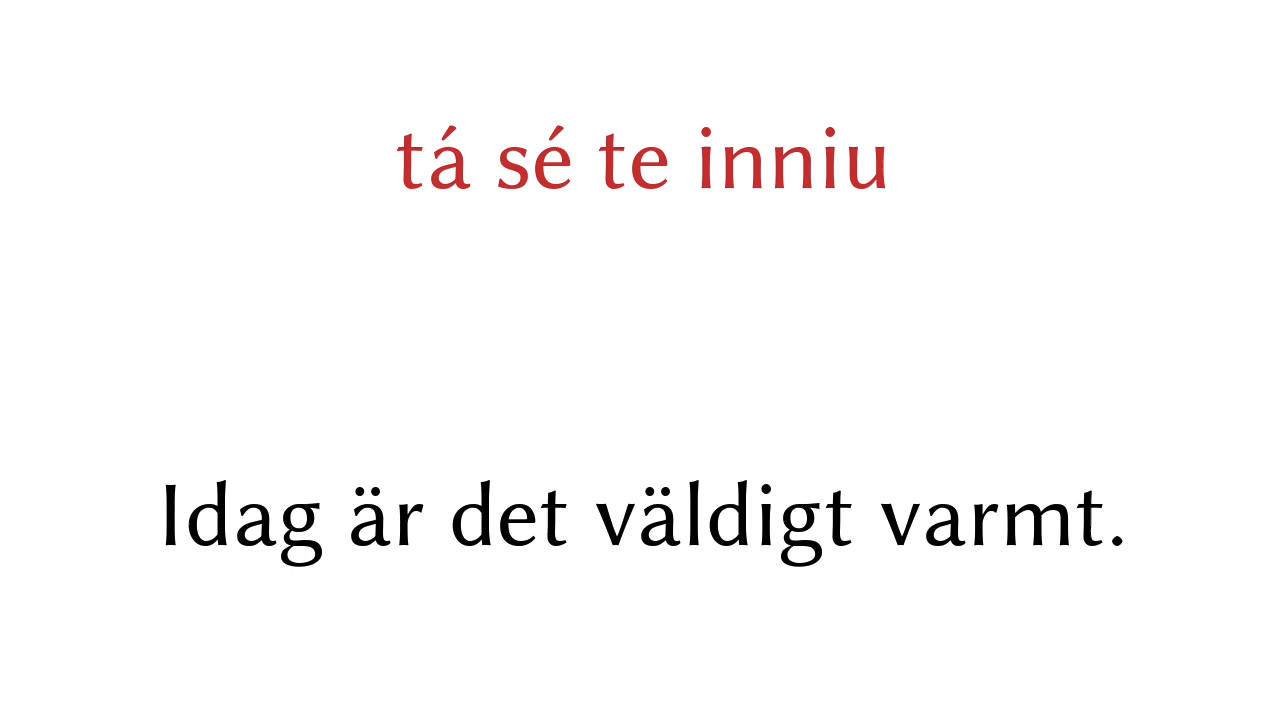 tá sé te inniu
Idag är det väldigt varmt.